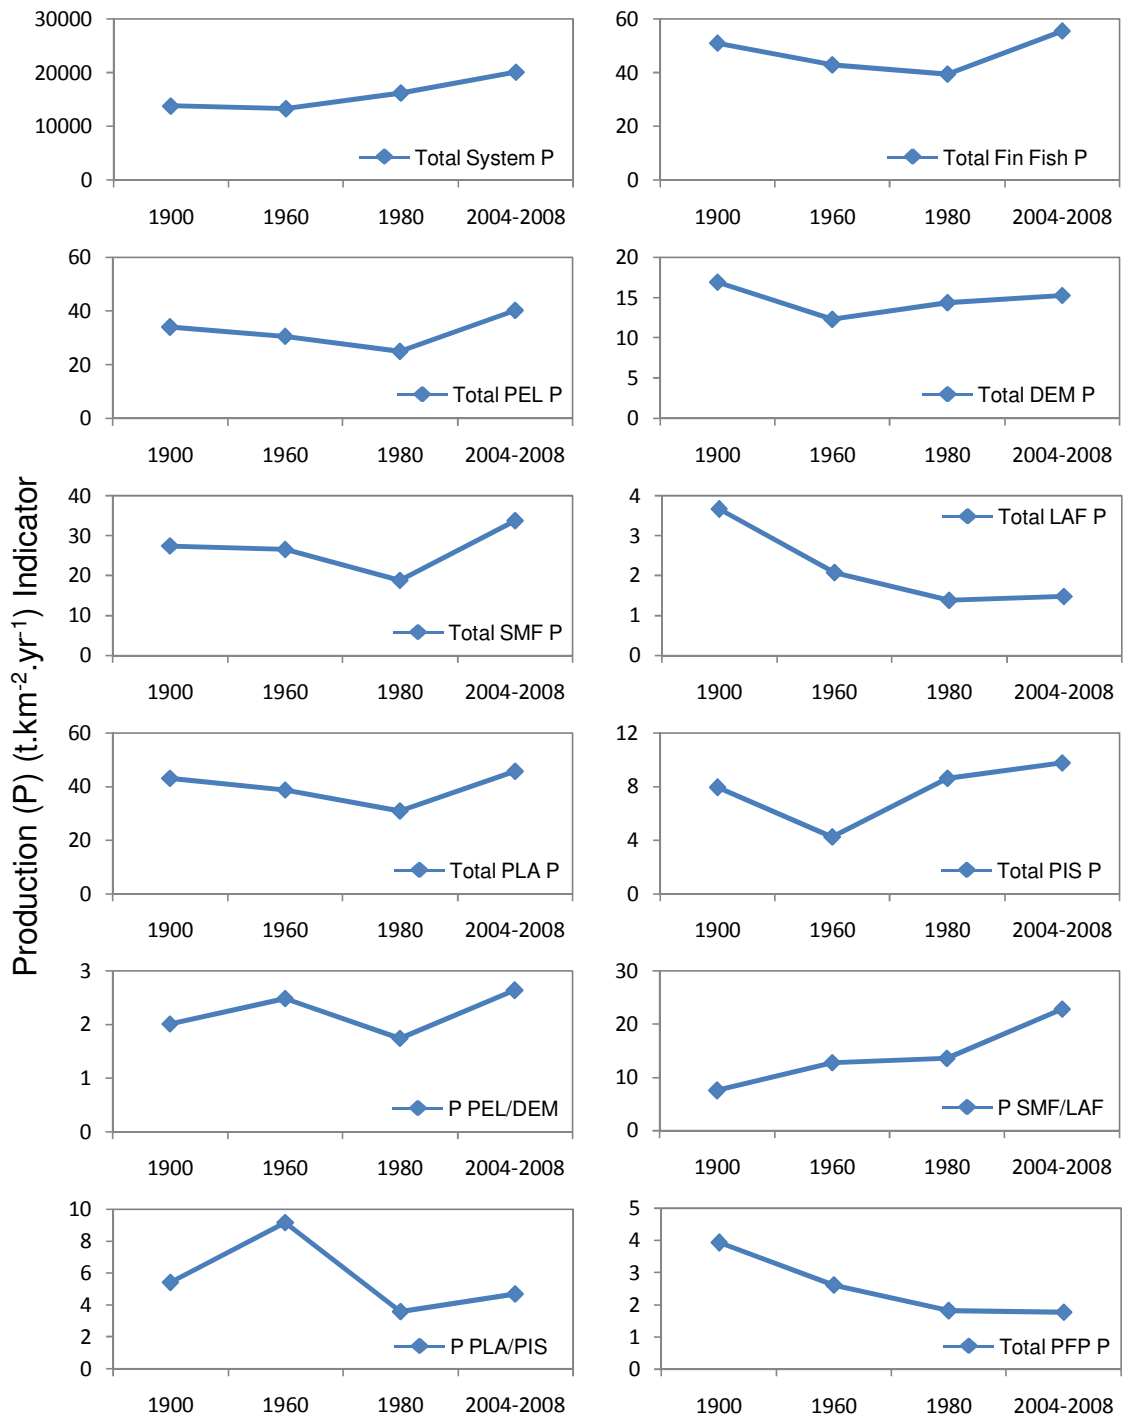 Production (P) (t.km-2.yr-1) Indicator
30000
20000
10000
0
Total System P
1900 1960 1980 2004-2008
60
40
20
0
Total Fin Fish P
1900 1960 1980 2004-2008
60
40
20
0
Total PEL P
1900 1960 1980 2004-2008
20
15
10
5
0
Total DEM P
1900 1960 1980 2004-2008
40
30
20
10
0
Total SMF P
1900 1960 1980 2004-2008
4
3
2
1
0
Total LAF P
1900 1960 1980 2004-2008
60
40
20
0
Total PLA P
1900 1960 1980 2004-2008
12
8
4
0
Total PIS P
1900 1960 1980 2004-2008
3
2
1
0
P PEL/DEM
1900 1960 1980 2004-2008
30
20
10
0
P SMF/LAF
1900 1960 1980 2004-2008
10
8
6
4
2
0
P PLA/PIS
1900 1960 1980 2004-2008
5
4
3
2
1
0
Total PFP P
1900 1960 1980 2004-2008